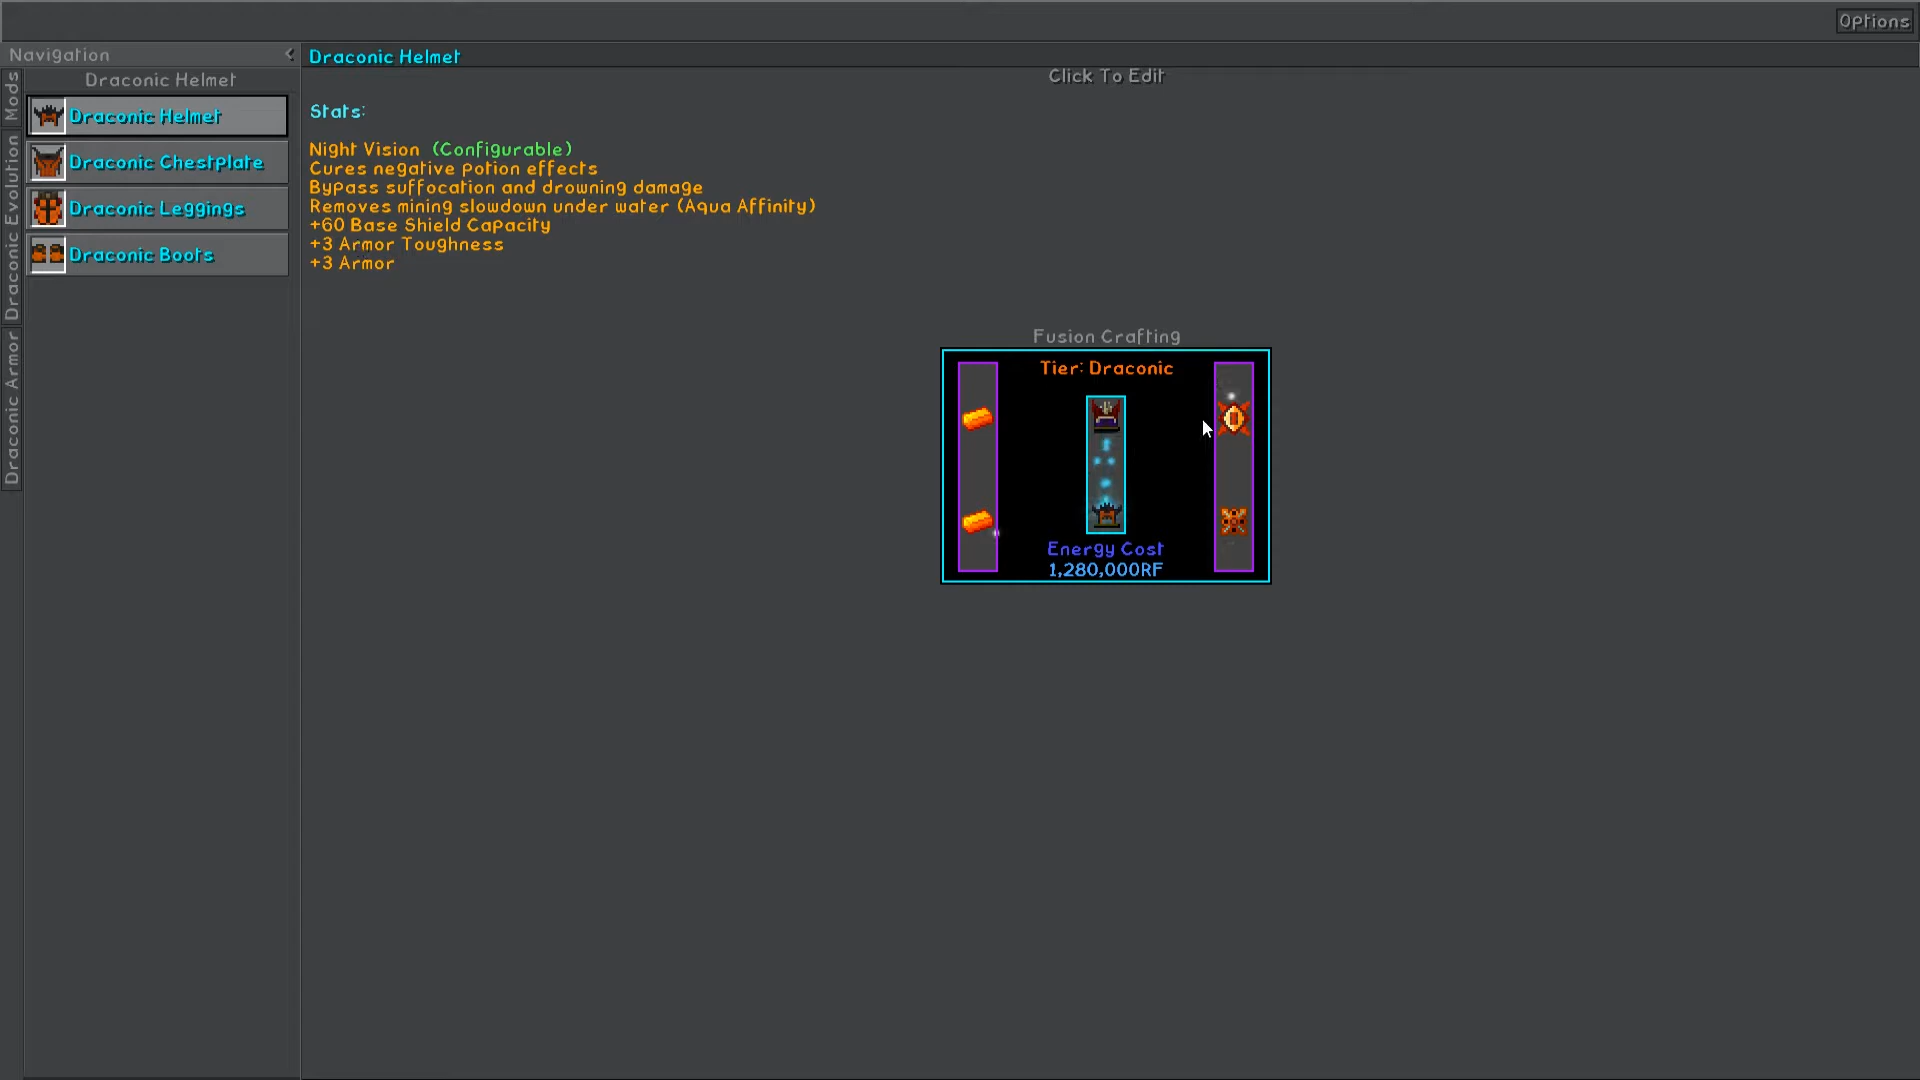 Options
Navigation <
Draconic Helmet
Mods
Draconic Evolution
Draconic Armor
Draconic Helmet
Draconic Chestplate
Draconic Leggings
Draconic Boots
Draconic Helmet
Click To Edit
Stats:
Night Vision (Configurable)
Cures negative potion effects
Bypass suffocation and drowning damage
Removes mining slowdown under water (Aqua Affinity)
+60 Base Shield Capacity
+3 Armor Toughness
+3 Armor
Fusion Crafting
Tier: Draconic
Energy Cost
1,280,000RF